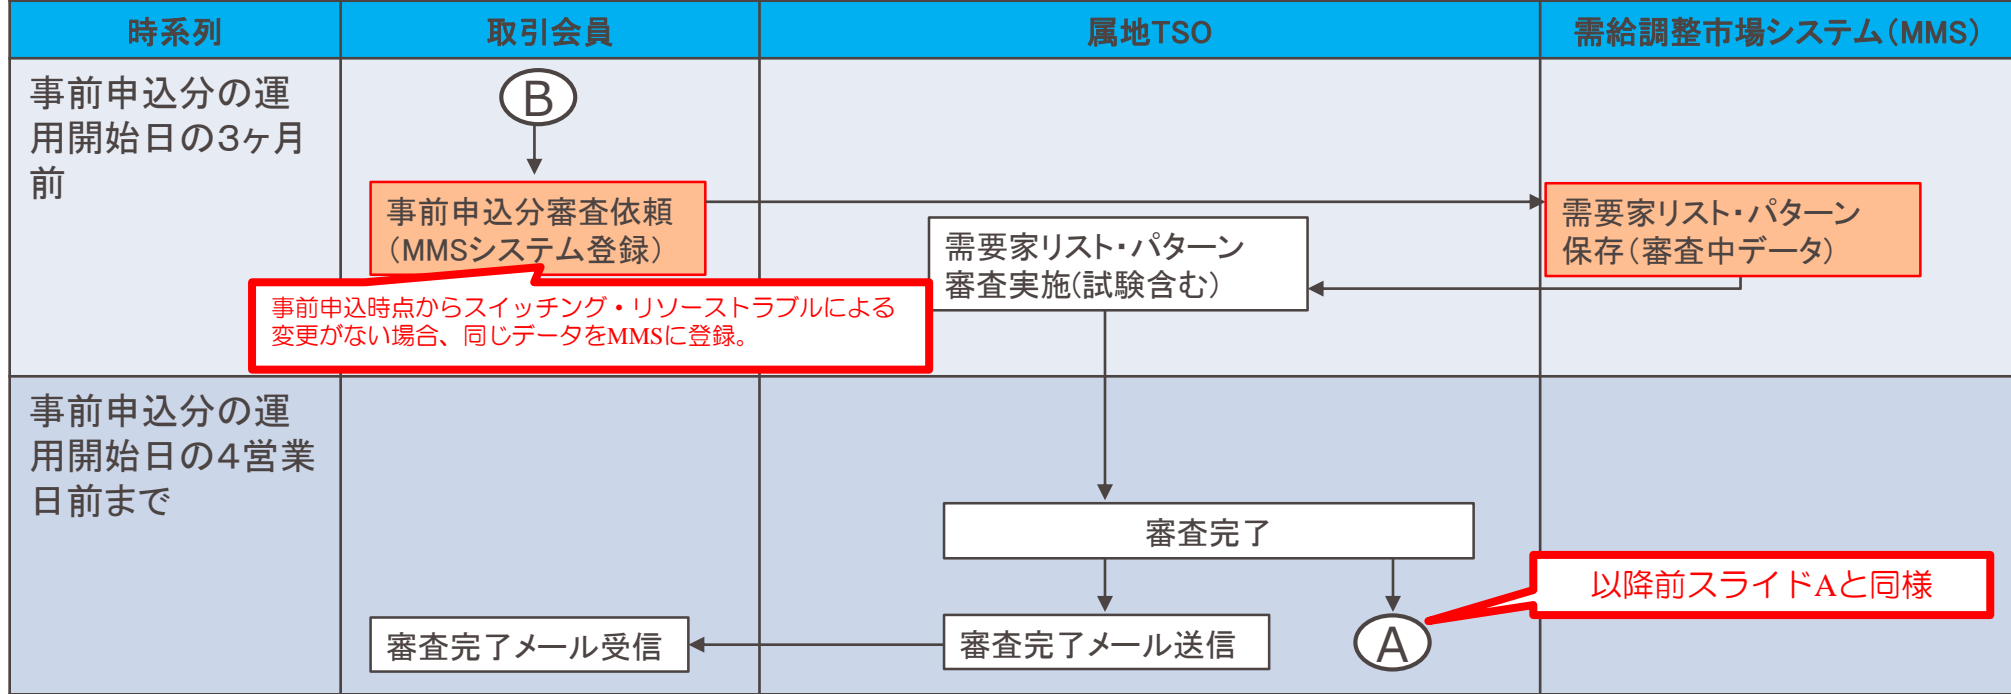 時系列
取引会員
属地TSO
需給調整市場システム(MMS)
事前申込分の運
用開始日の3ヶ月
前
B
事前申込分審査依頼
(MMSシステム登録)
需要家リスト・パターン
保存(審査中データ)
需要家リスト・パターン
審査実施(試験含む)
事前申込時点からスイッチング・リソーストラブルによる
変更がない場合、同じデータをMMSに登録。
事前申込分の運
用開始日の4営業
日前まで
審査完了
以降前スライドAと同様
審査完了メール受信
審査完了メール送信
A